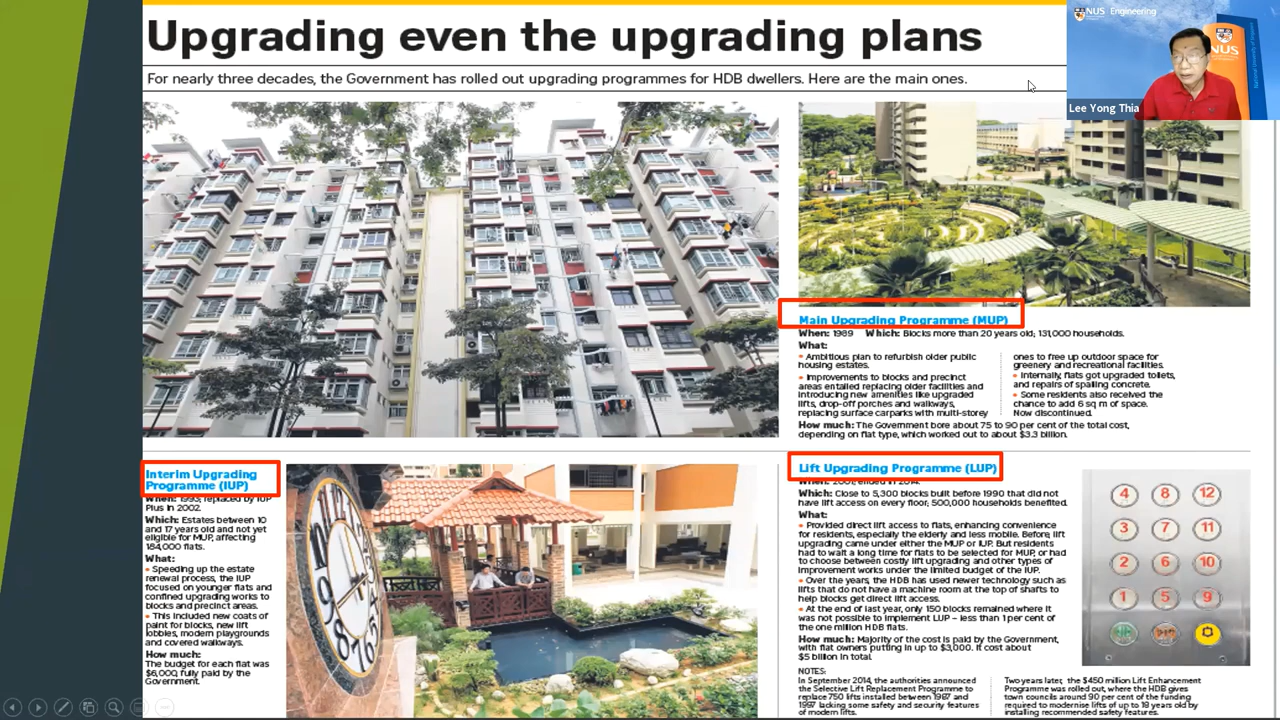 Upgrading even the upgrading plans
For nearly three decades, the Government has rolled out upgrading programmes for HDB dwellers. Here are the main ones.
NUS Engineering
NUS
Lee Yong Thia
Main Upgrading Programme (MUP)
When: 1989 Which: Blocks more than 20 years old; 131,000 households.
What:
• Ambitious plan to refurbish older public
housing estates.
• Improvements to blocks and precinct
areas entailed replacing older facilities and
introducing new amenities like upgraded
lifts, drop-off porches and walkways,
replacing surface carparks with multi-storey
ones to free up outdoor space for
greenery and recreational facilities.
• Internally, flats got upgraded toilets,
and repairs of spalling concrete.
• Some residents also received the
chance to add 6 sq m of space.
Now discontinued.
How much: The Government bore about 75 to 90 per cent of the total cost,
depending on flat type, which worked out to about $3.3 billion.
Interim Upgrading
Programme (IUP)
When: 1993; replaced by IUP
Plus in 2002.
Which: Estates between 10
and 17 years old and not yet
eligible for MUP, affecting
184,000 flats.
What:
• Speeding up the estate
renewal process, the IUP
focused on younger flats and
confined upgrading works to
blocks and precinct areas.
• This included new coats of
paint for blocks, new lift
lobbies, modern playgrounds
and covered walkways.
How much:
The budget for each flat was
$6,000, fully paid by the
Government.
Lift Upgrading Programme (LUP)
When: 2001; ended in 2014.
Which: Close to 5,300 blocks built before 1990 that did not
have lift access on every floor; 500,000 households benefited.
What:
• Provided direct lift access to flats, enhancing convenience
for residents, especially the elderly and less mobile. Before, lift
upgrading came under either the MUP or IUP. But residents
had to wait a long time for flats to be selected for MUP, or had
to choose between costly lift upgrading and other types of
improvement works under the limited budget of the IUP.
• Over the years, the HDB has used newer technology such as
lifts that do not have a machine room at the top of shafts to
help blocks get direct lift access.
• At the end of last year, only 150 blocks remained where it
was not possible to implement LUP – less than 1 per cent of
the one million HDB flats.
How much: Majority of the cost is paid by the Government,
with flat owners putting in up to $3,000. It cost about
$5 billion in total.
NOTES:
In September 2014, the authorities announced
the Selective Lift Replacement Programme to
replace 750 lifts installed between 1987 and
1997 lacking some safety and security features
of modern lifts.
Two years later, the $450 million Lift Enhancement
Programme was rolled out, where the HDB gives
town councils around 90 per cent of the funding
required to modernise lifts of up to 18 years old by
installing recommended safety features.
4 8 12
3 7 11
2 6 10
1 5 9